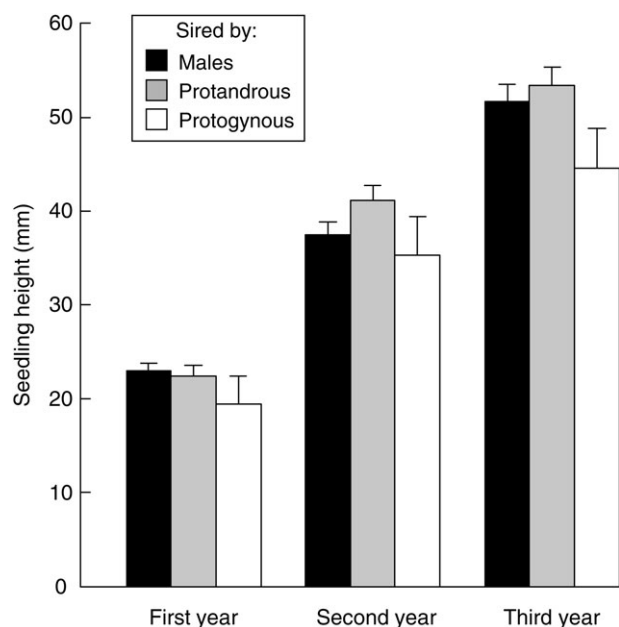 60
50
40
30
20
10
0
Seedling height (mm)
Sired by:
Males
Protandrous
Protogynous
First year
Second year
Third year